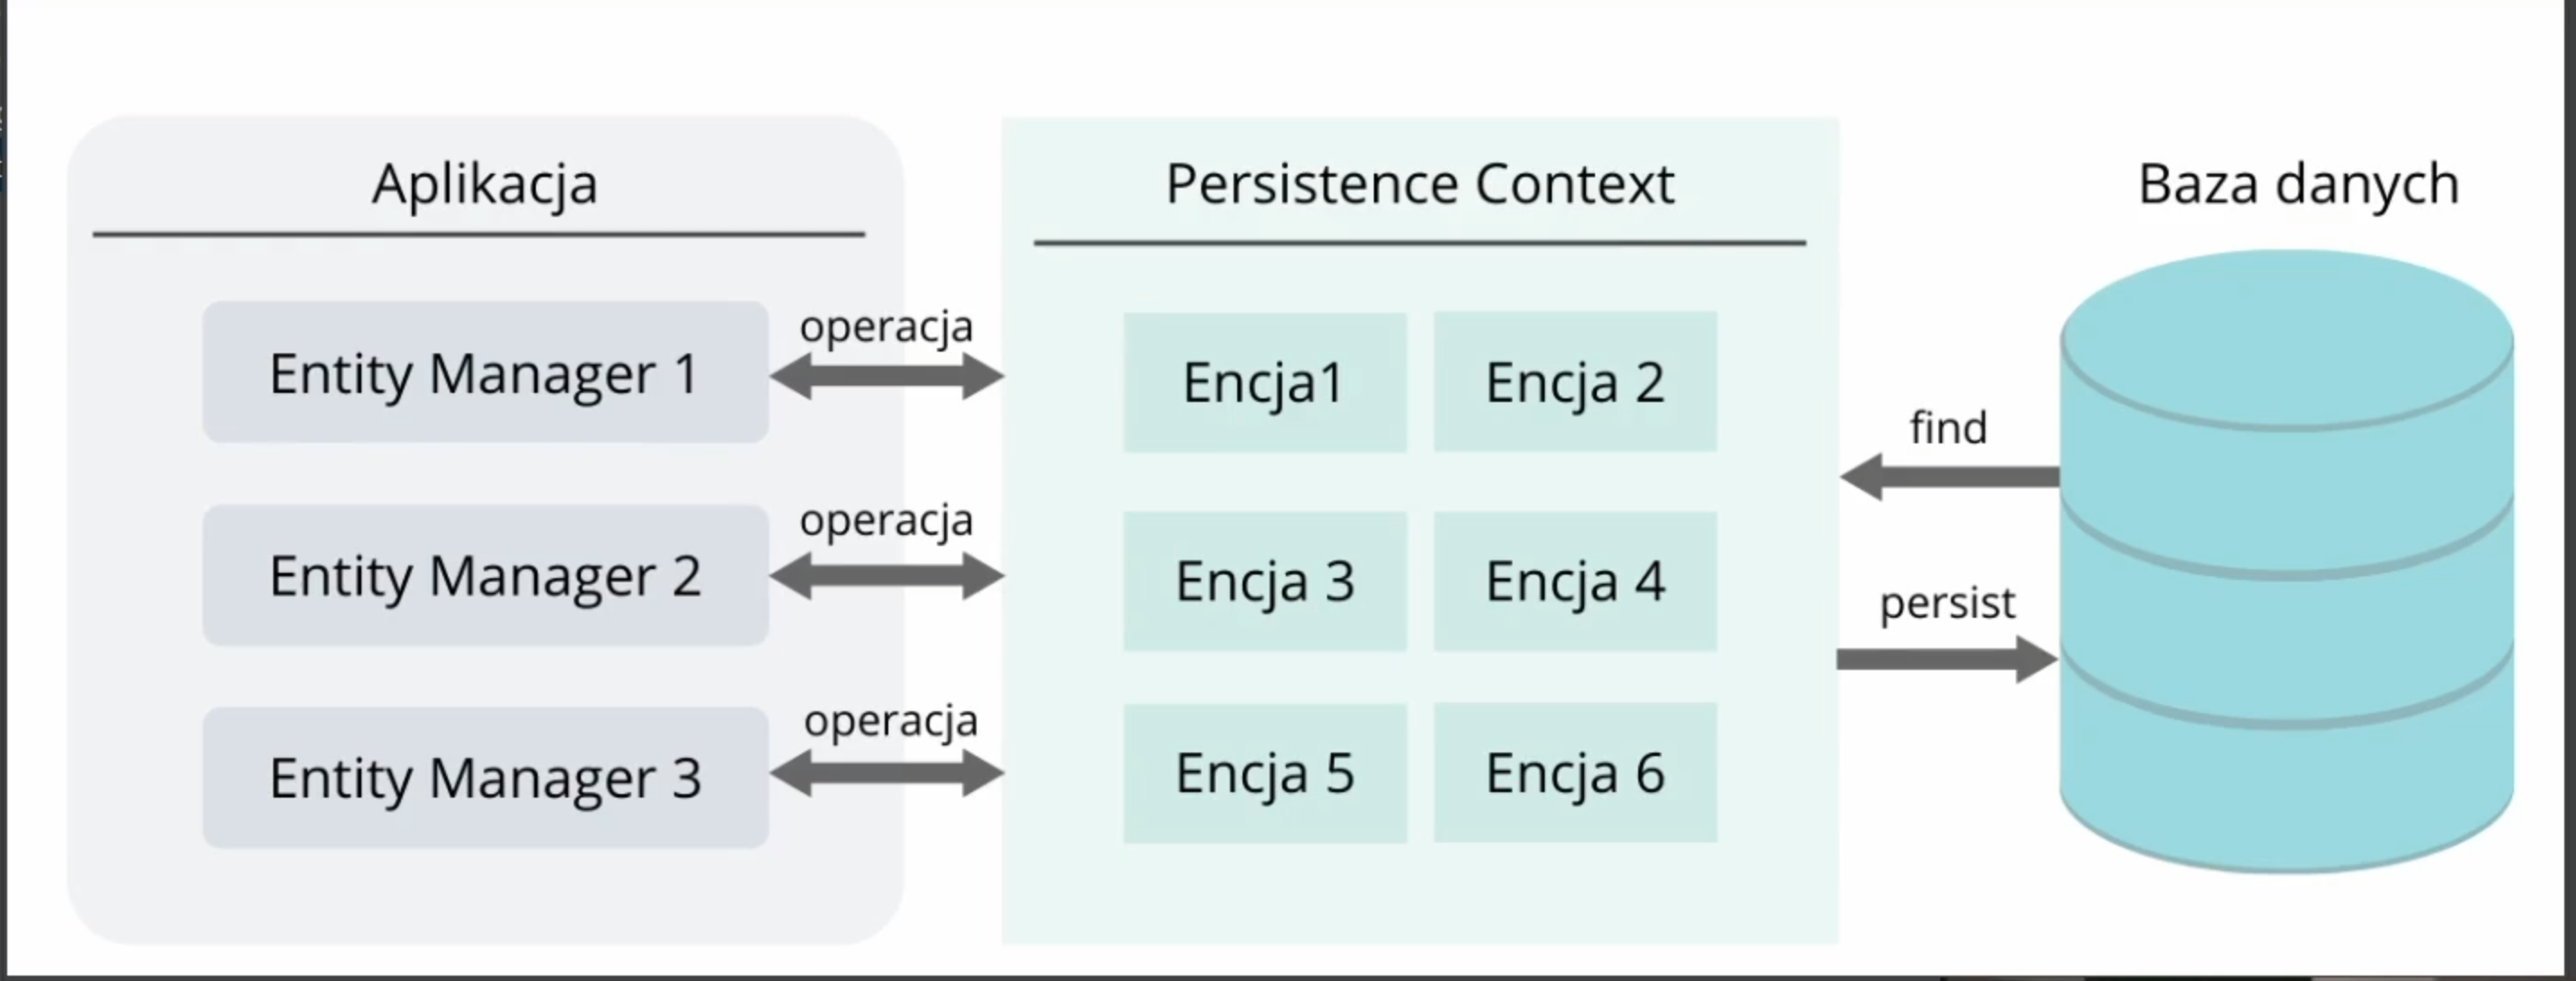 Aplikacja
Entity Manager 1
Entity Manager 2
Entity Manager 3
operacja
operacja
operacja
Persistence Context
Encja1
Encja 2
Encja 3
Encja 4
Encja 5
Encja 6
find
persist
Baza danych